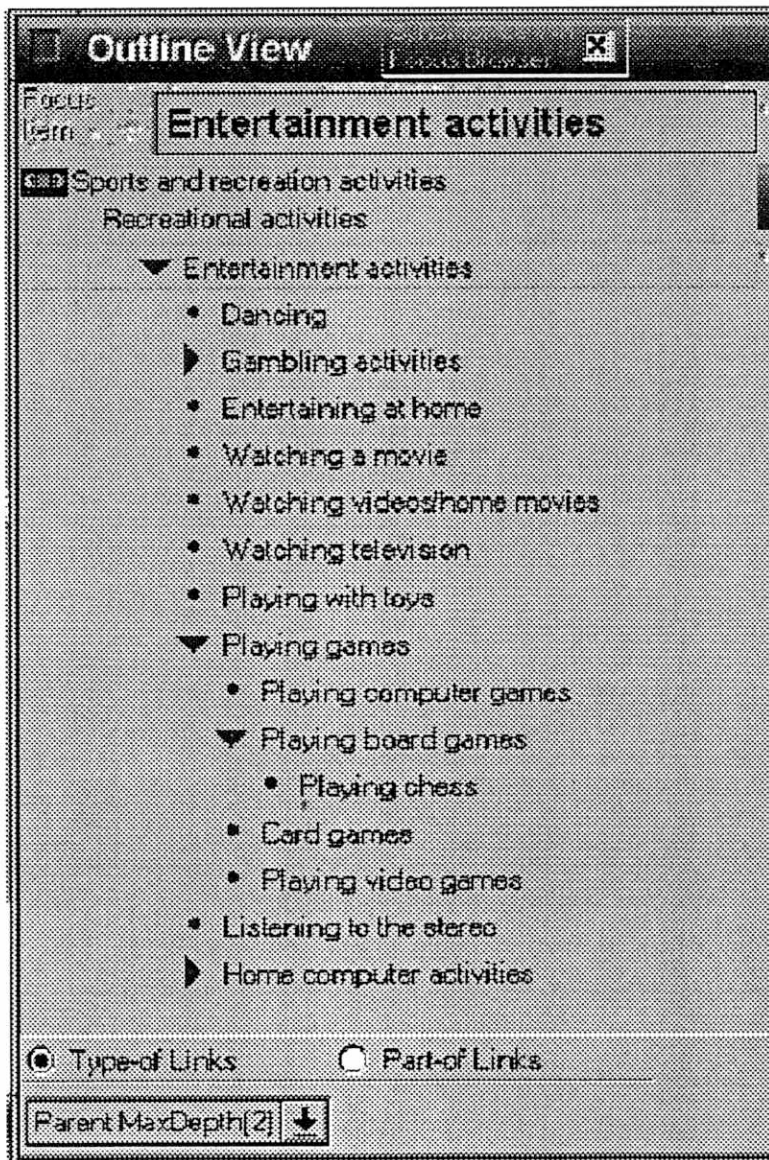 Outline View
Focus Browser
Focus
Item
Entertainment activities
Sports and recreation activities
Recreational activities
Entertainment activities
Dancing
Gambling activities
Entertaining at home
Watching a movie
Watching videos/home movies
Watching television
Playing with toys
Playing games
Playing computer games
Playing board games
Playing chess
Card games
Playing video games
Listening to the stereo
Home computer activities
Type-of Links
Part-of Links
Parent MaxDepth(2)